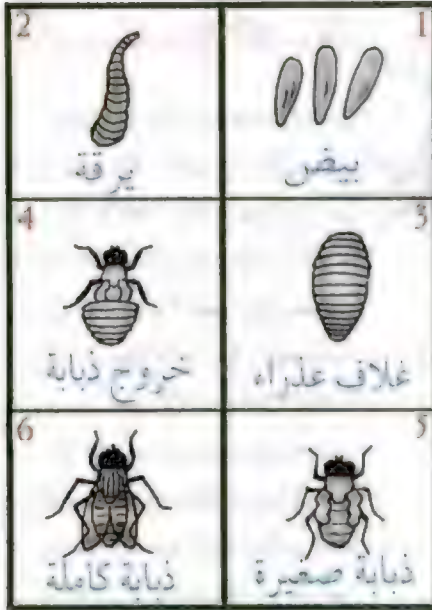 1
بيض
2
يرقة
3
غلاف عذراء
4
خروج ذبابة
5
ذبابة صغيرة
6
ذبابة كاملة